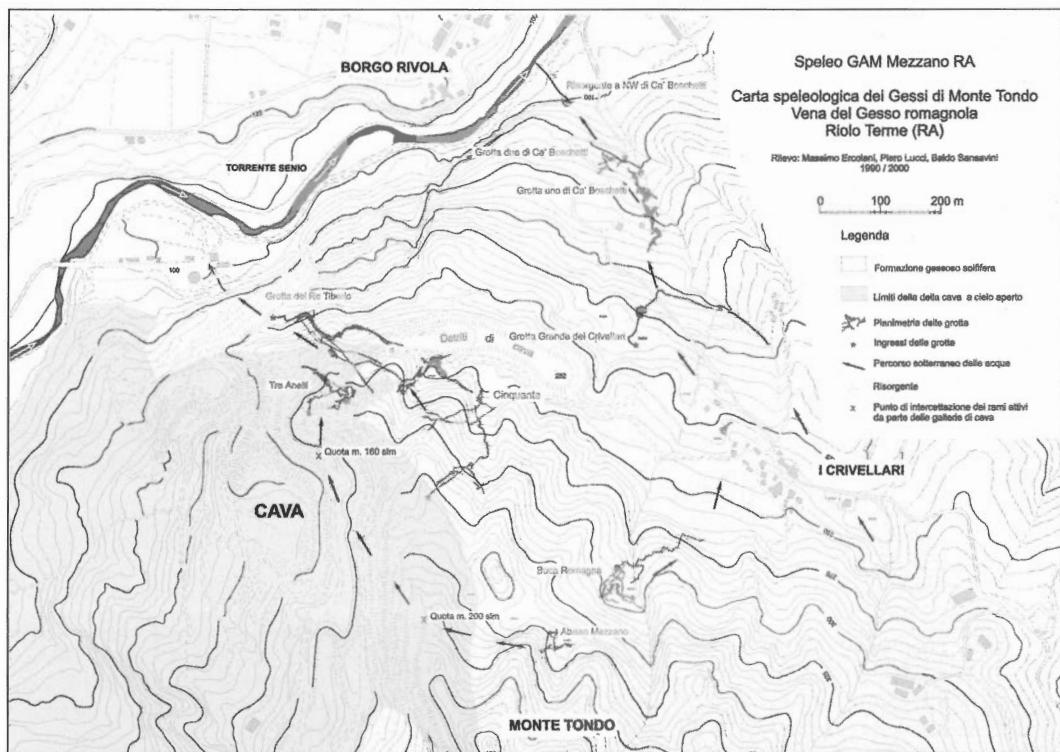 Speleo GAM Mezzano RA
Carta speleologica dei Gessi di Monte Tondo
Vena del Gesso romagnola
Riolo Terme (RA)
Rilievo: Massimo Ercolani, Piero Lucci, Baldo Sansavini
1990 / 2000
0 100 200 m
Legenda
Formazione gessoso solfifera
Limiti della della cava a cielo aperto
Planimetria delle grotte
Ingressi delle grotte
Percorso sotterraneo delle acque
Risorgente
Punto di intercettazione dei rami attivi
da parte delle gallerie di cava
BORGO RIVOLA
Risorgente a NW di Ca' Boschetti
TORRENTE SENIO
Grotta due di Ca' Boschetti
Grotta uno di Ca' Boschetti
100
Grotta del Re Tiberio
Detriti di cava
Grotta Grande dei Crivellari
252
Tre Anelli
Cinquanta
Quota m. 160 slm
I CRIVELLARI
CAVA
Buca Romagna
Quota m. 200 slm
Abisso Mezzano
MONTE TONDO